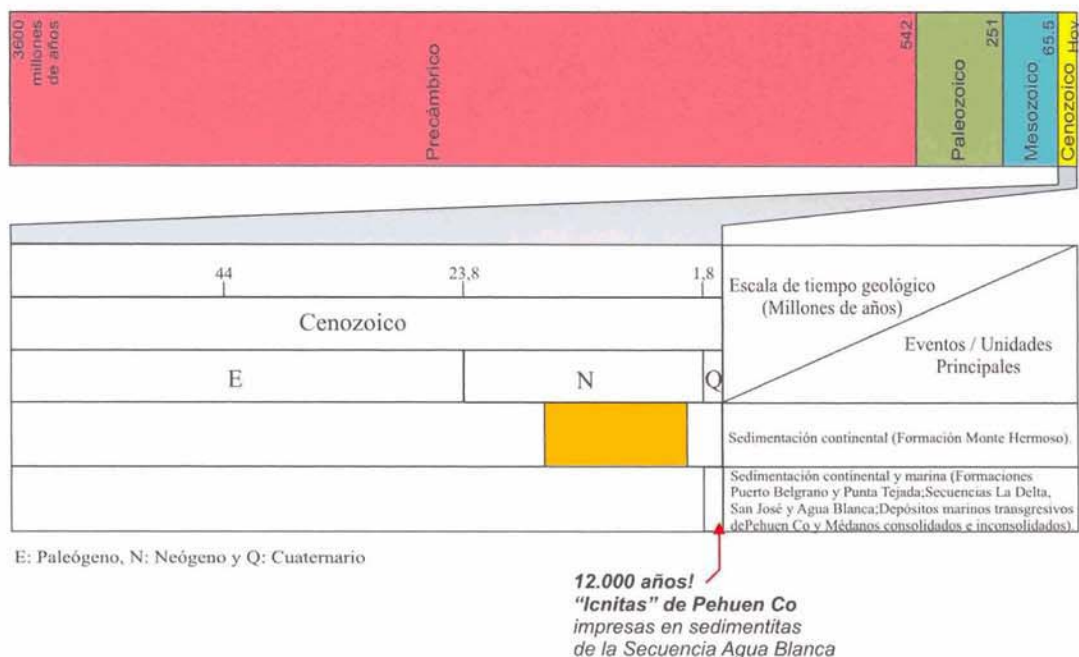 3600
millones
de años
Precámbrico
542
Paleozoico
251
Mesozoico
65.5
Cenozoico
Hoy
44
23,8
1,8
Escala de tiempo geológico
(Millones de años)
Cenozoico
Eventos / Unidades
Principales
E
N
Q
Sedimentación continental (Formación Monte Hermoso).
Sedimentación continental y marina (Formaciones
Puerto Belgrano y Punta Tejada;Secuencias La Delta,
San José y Agua Blanca;Depósitos marinos transgresivos
dePehuen Co y Médanos consolidados e inconsolidados).
E: Paleógeno, N: Neógeno y Q: Cuaternario
12.000 años!
“Icnitas” de Pehuen Co
impresas en sedimentitas
de la Secuencia Agua Blanca